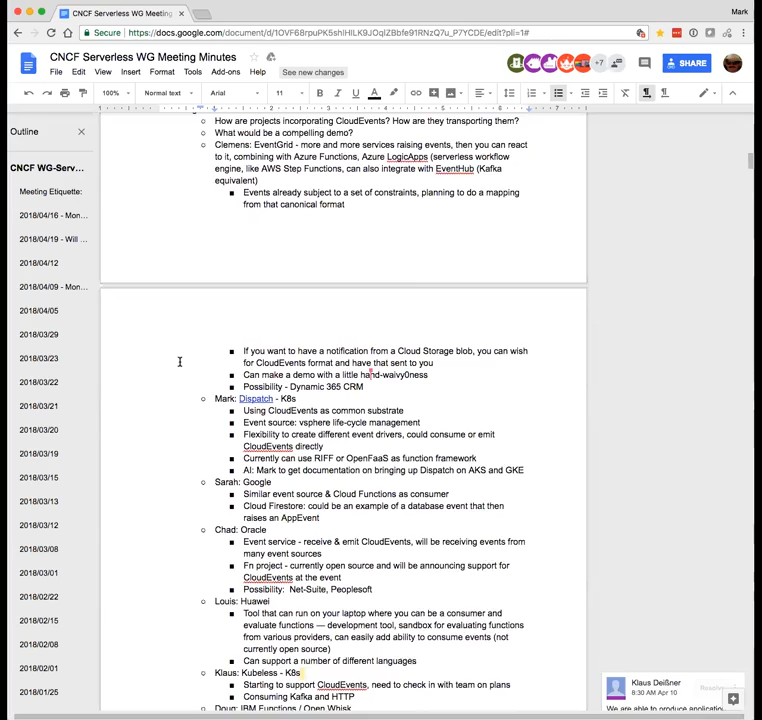 CNCF Serverless WG Meeting
Mark
Secure
https://docs.google.com/document/d/1OVF68rpuPK5shlHILK9JOqlZBbfe91RNzQ7u_P7YCDE/edit?pli=1#
CNCF Serverless WG Meeting Minutes
File Edit View Insert Format Tools Add-ons Help See new changes
+7
SHARE
100% Normal text Arial 11
Outline
CNCF WG-Serv...
Meeting Etiquette:
2018/04/16 - Mon...
2018/04/19 - Will ...
2018/04/12
2018/04/09 - Mon...
2018/04/05
2018/03/29
2018/03/23
2018/03/22
2018/03/21
2018/03/20
2018/03/19
2018/03/15
2018/03/13
2018/03/12
2018/03/08
2018/03/01
2018/02/22
2018/02/15
2018/02/08
2018/02/01
2018/01/25
How are projects incorporating CloudEvents? How are they transporting them?
What would be a compelling demo?
Clemens: EventGrid - more and more services raising events, then you can react
to it, combining with Azure Functions, Azure LogicApps (serverless workflow
engine, like AWS Step Functions, can also integrate with EventHub (Kafka
equivalent)
Events already subject to a set of constraints, planning to do a mapping
from that canonical format
If you want to have a notification from a Cloud Storage blob, you can wish
for CloudEvents format and have that sent to you
Can make a demo with a little hand-waivy0ness
Possibility - Dynamic 365 CRM
Mark: Dispatch - K8s
Using CloudEvents as common substrate
Event source: vsphere life-cycle management
Flexibility to create different event drivers, could consume or emit
CloudEvents directly
Currently can use RIFF or OpenFaaS as function framework
AI: Mark to get documentation on bringing up Dispatch on AKS and GKE
Sarah: Google
Similar event source & Cloud Functions as consumer
Cloud Firestore: could be an example of a database event that then
raises an AppEvent
Chad: Oracle
Event service - receive & emit CloudEvents, will be receiving events from
many event sources
Fn project - currently open source and will be announcing support for
CloudEvents at the event
Possibility: Net-Suite, Peoplesoft
Louis: Huawei
Tool that can run on your laptop where you can be a consumer and
evaluate functions — development tool, sandbox for evaluating functions
from various providers, can easily add ability to consume events (not
currently open source)
Can support a number of different languages
Klaus: Kubeless - K8s
Starting to support CloudEvents, need to check in with team on plans
Consuming Kafka and HTTP
Doug: IBM Functions / Open Whisk
Klaus Deißner
8:30 AM Apr 10
Resolve
We are able to produce application